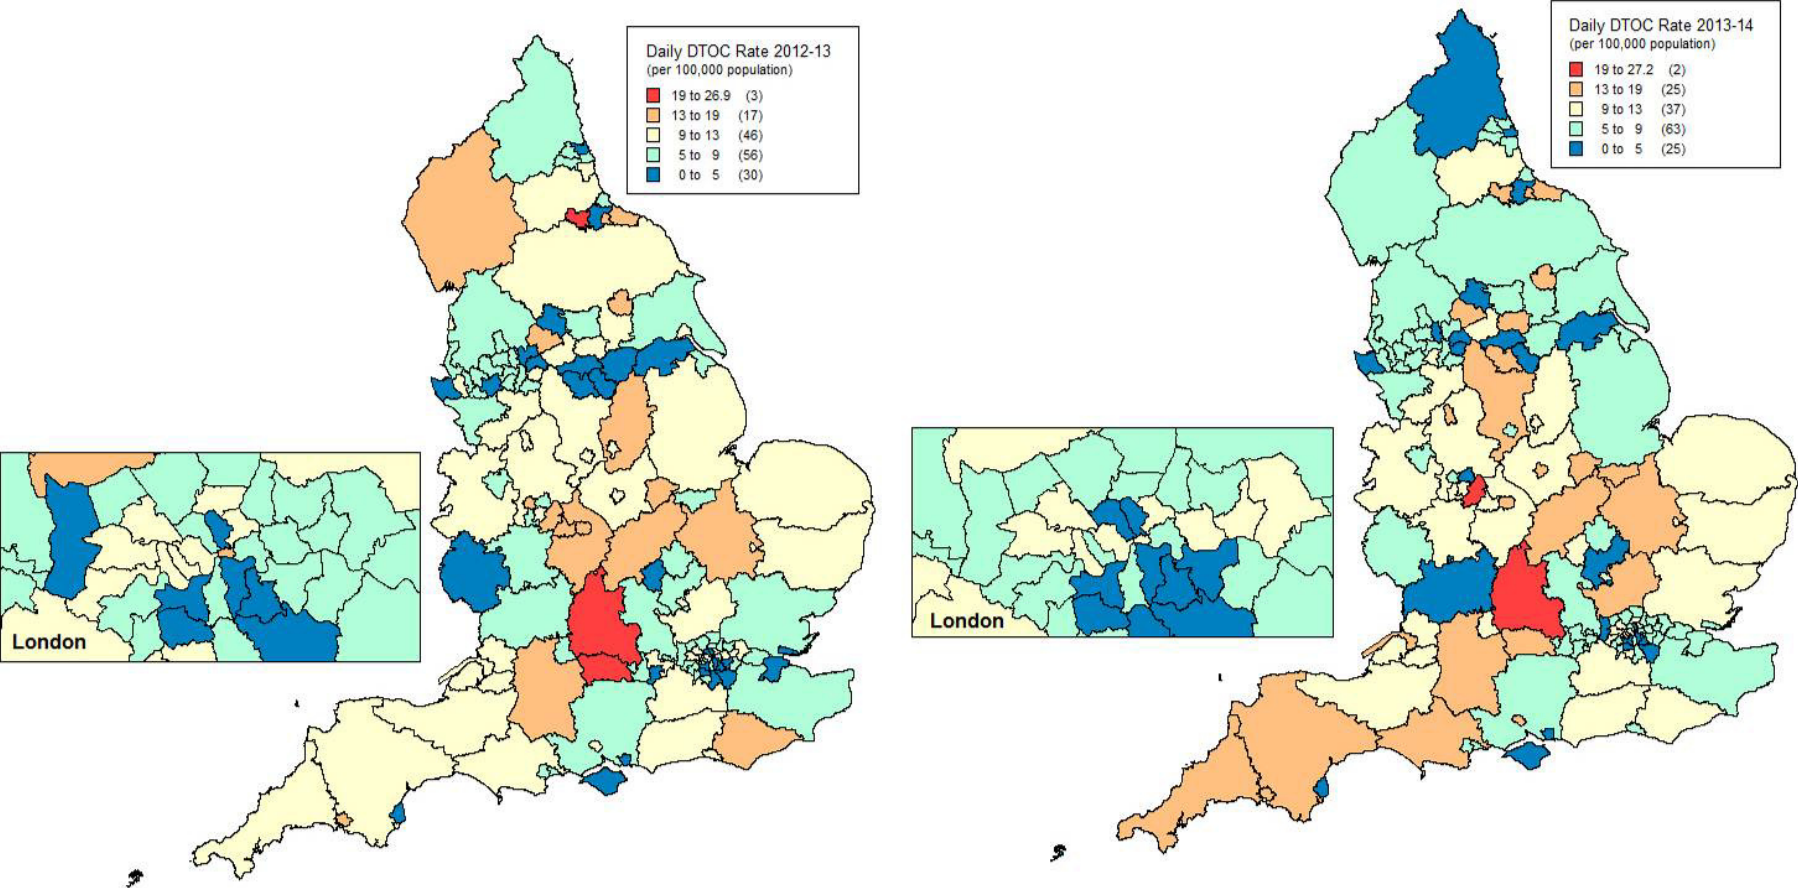 Daily DTOC Rate 2012-13
(per 100,000 population)
19 to 26.9 (3)
13 to 19 (17)
9 to 13 (46)
5 to 9 (56)
0 to 5 (30)
London
Daily DTOC Rate 2013-14
(per 100,000 population)
19 to 27.2 (2)
13 to 19 (25)
9 to 13 (37)
5 to 9 (63)
0 to 5 (25)
London